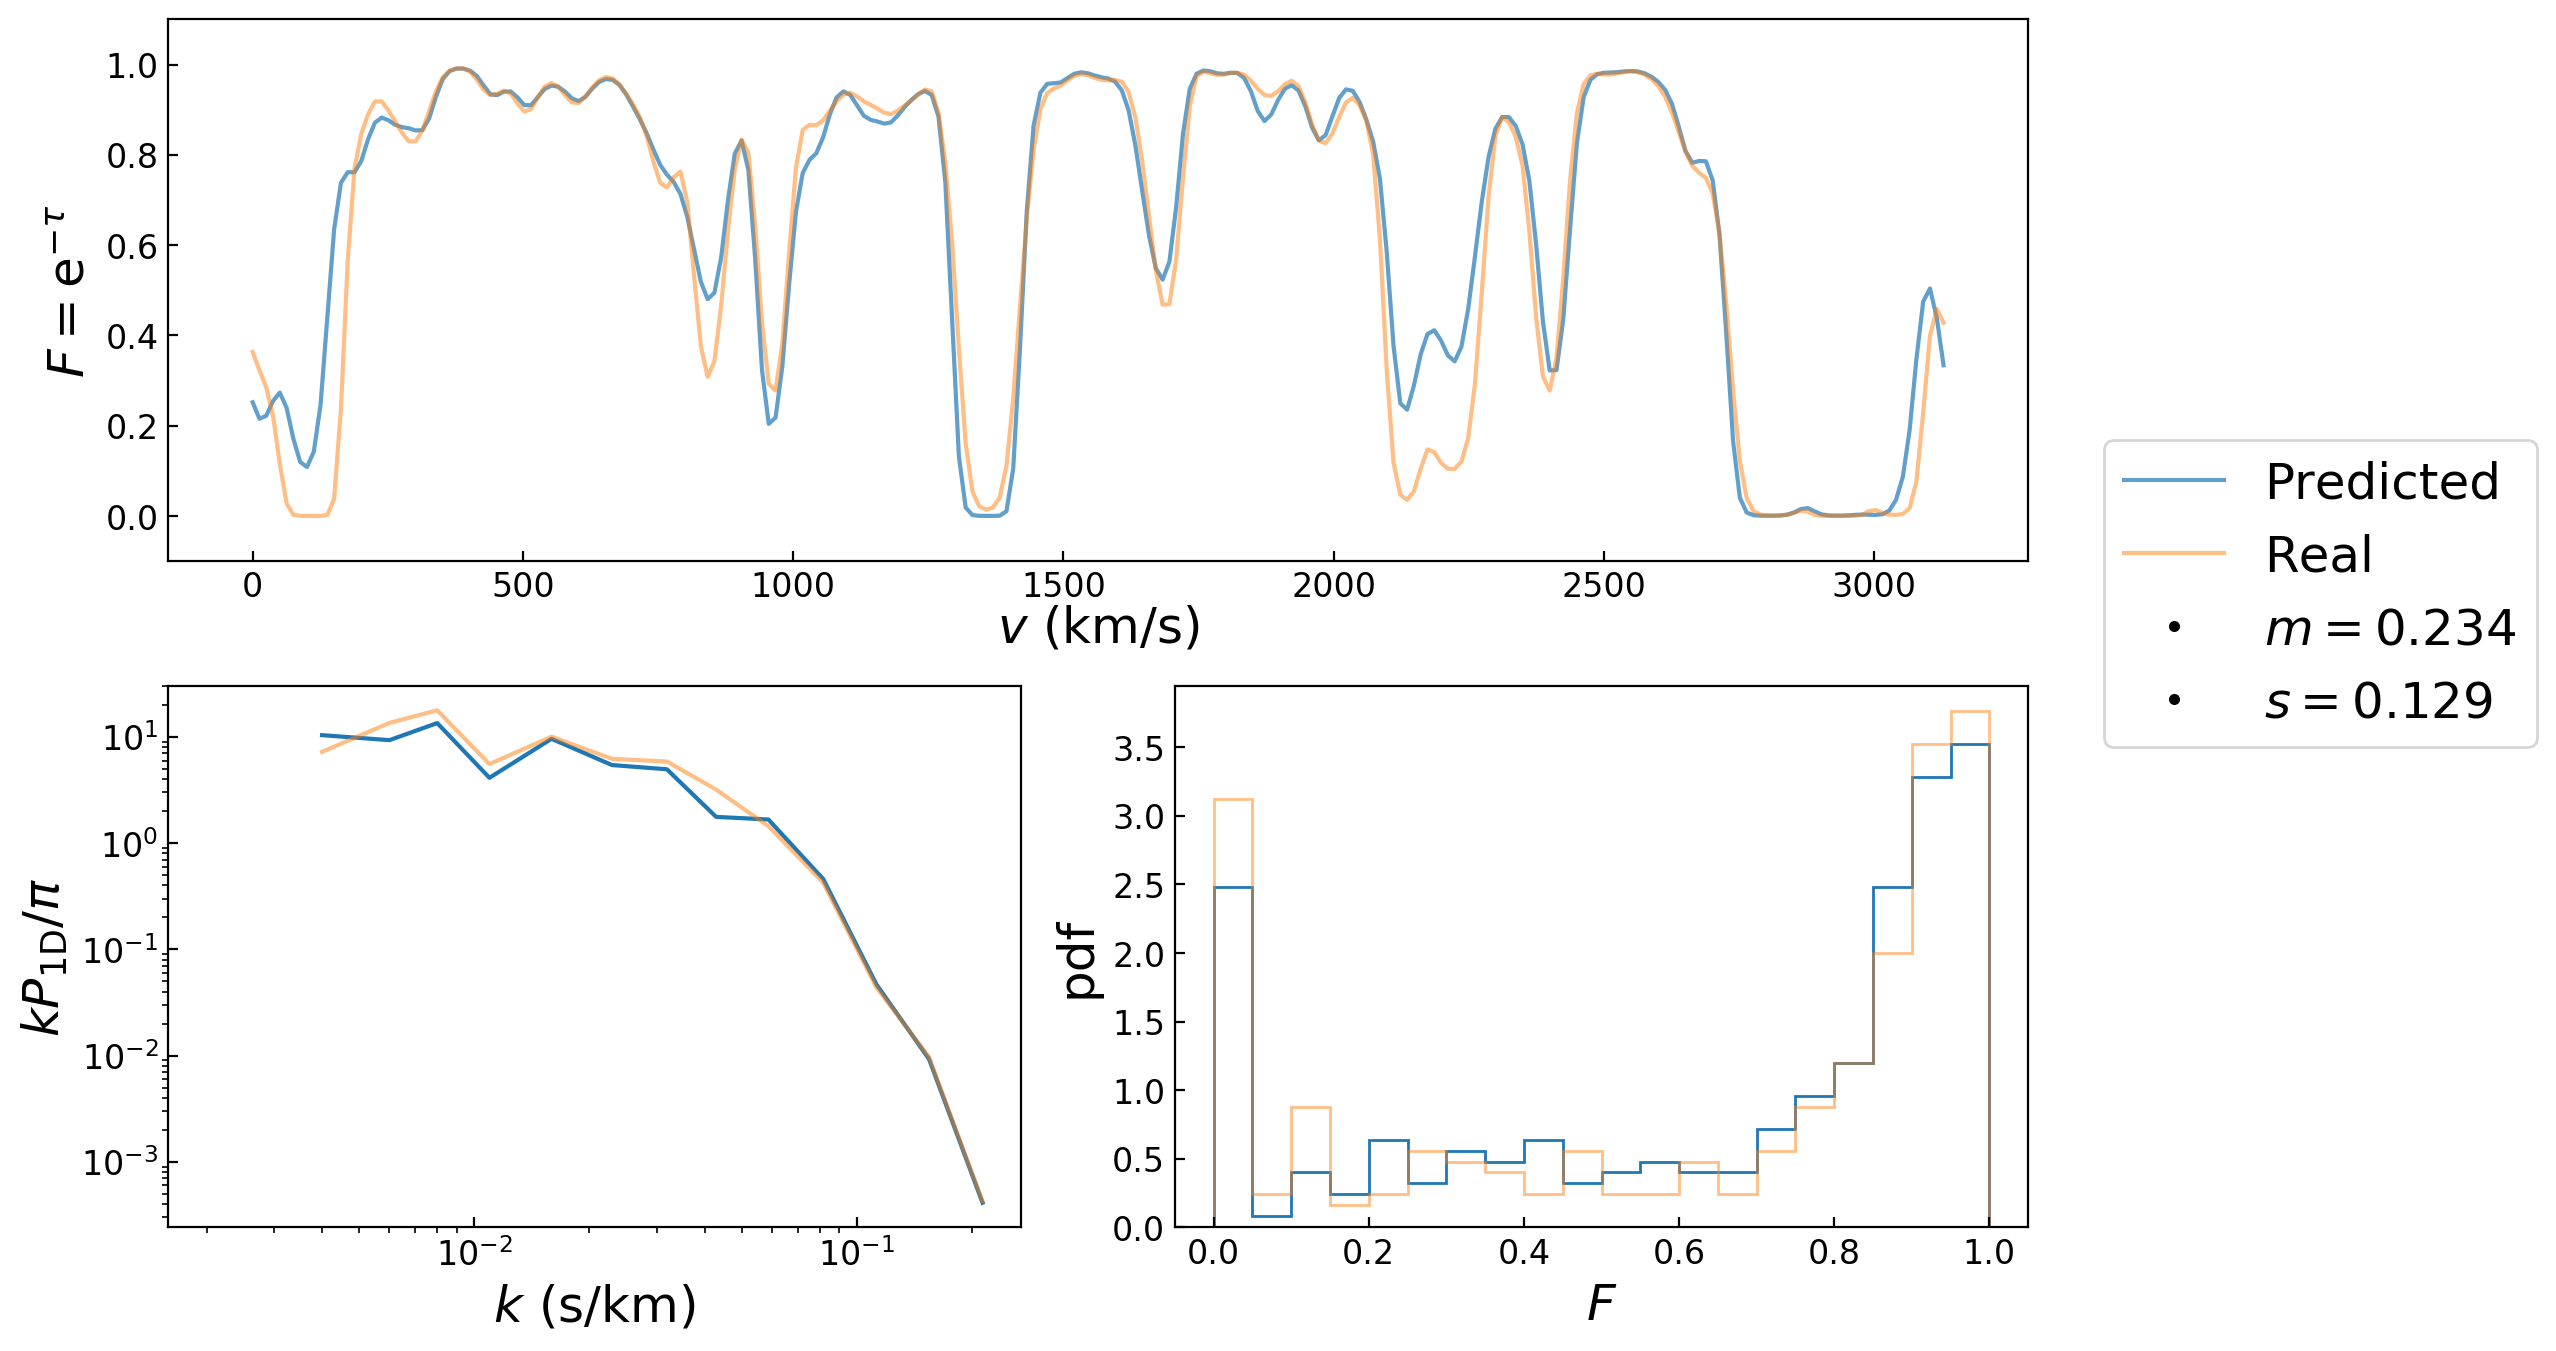 F = e^{-τ}
1.0
0.8
0.6
0.4
0.2
0.0
0 500 1000 1500 2000 2500 3000
v (km/s)
Predicted
Real
m = 0.234
s = 0.129
kP_{1D}/π
10^1
10^0
10^{-1}
10^{-2}
10^{-3}
10^{-2} 10^{-1}
k (s/km)
pdf
3.5
3.0
2.5
2.0
1.5
1.0
0.5
0.0
0.0 0.2 0.4 0.6 0.8 1.0
F